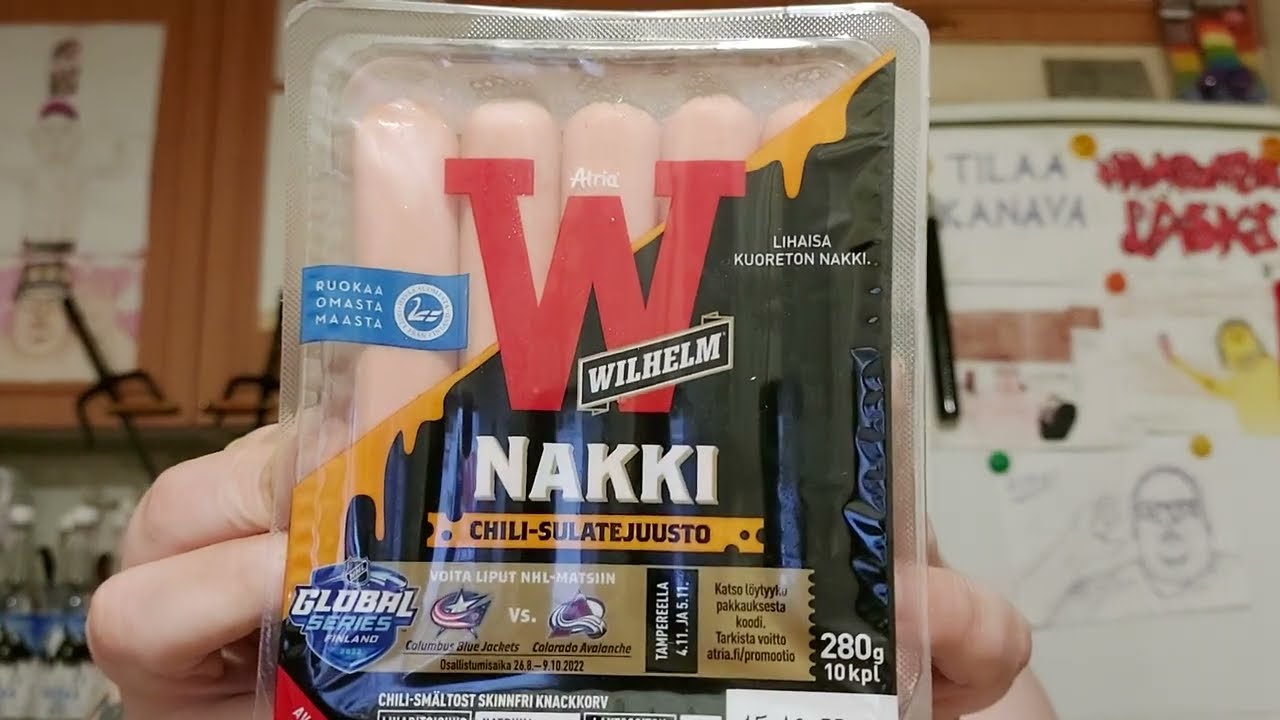 Atria
W
WILHELM
LIHAISA
KUORETON NAKKI.
RUOKAA
OMASTA
MAASTA
NAKKI
CHILI-SULATEJUUSTO
VOITA LIPUT NHL-MATSIIN
NHL
GLOBAL
SERIES
FINLAND
2022
VS.
Columbus Blue Jackets
Colorado Avalanche
Osallistumisaika 26.8.–9.10.2022
TAMPEREELLA
4.11. JA 5.11.
Katso löytyykö
pakkauksesta
koodi.
Tarkista voitto
atria.fi/promootio
280g
10 kpl
CHILI-SMÄLTOST SKINNFRI KNACKKORV
TILAA
KANAVA